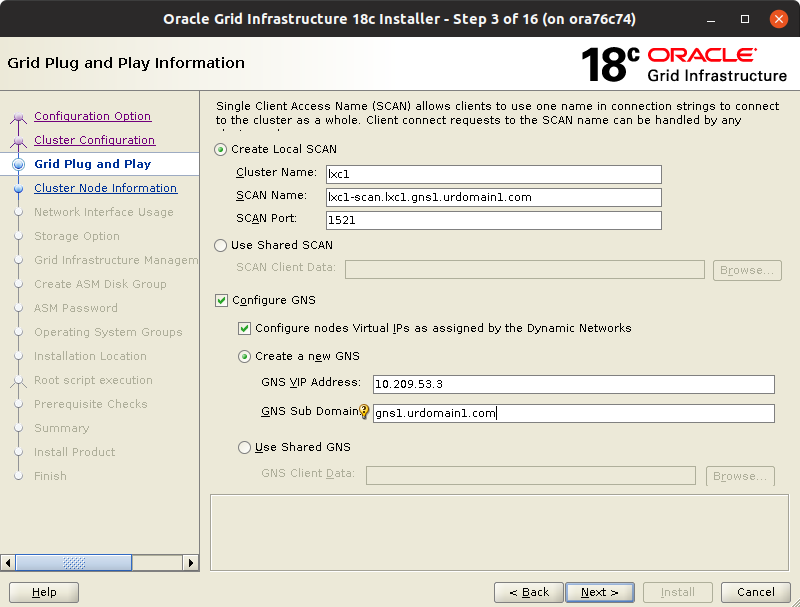 Oracle Grid Infrastructure 18c Installer - Step 3 of 16 (on ora76c74)
Grid Plug and Play Information
18c ORACLE
Grid Infrastructure
Configuration Option
Cluster Configuration
Grid Plug and Play
Cluster Node Information
Network Interface Usage
Storage Option
Grid Infrastructure Managem
Create ASM Disk Group
ASM Password
Operating System Groups
Installation Location
Root script execution
Prerequisite Checks
Summary
Install Product
Finish
Single Client Access Name (SCAN) allows clients to use one name in connection strings to connect
to the cluster as a whole. Client connect requests to the SCAN name can be handled by any
Create Local SCAN
Cluster Name: lxc1
SCAN Name: lxc1-scan.lxc1.gns1.urdomain1.com
SCAN Port: 1521
Use Shared SCAN
SCAN Client Data: Browse...
Configure GNS
Configure nodes Virtual IPs as assigned by the Dynamic Networks
Create a new GNS
GNS VIP Address: 10.209.53.3
GNS Sub Domain: gns1.urdomain1.com
Use Shared GNS
GNS Client Data: Browse...
Help < Back Next > Install Cancel